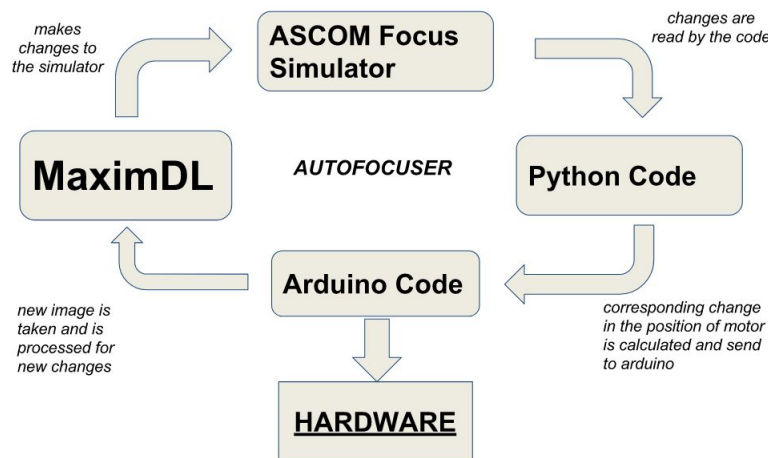 makes
changes to
the simulator
ASCOM Focus
Simulator
changes are
read by the code
MaximDL
AUTOFOCUSER
Python Code
Arduino Code
new image is
taken and is
processed for
new changes
corresponding change
in the position of motor
is calculated and send
to arduino
HARDWARE